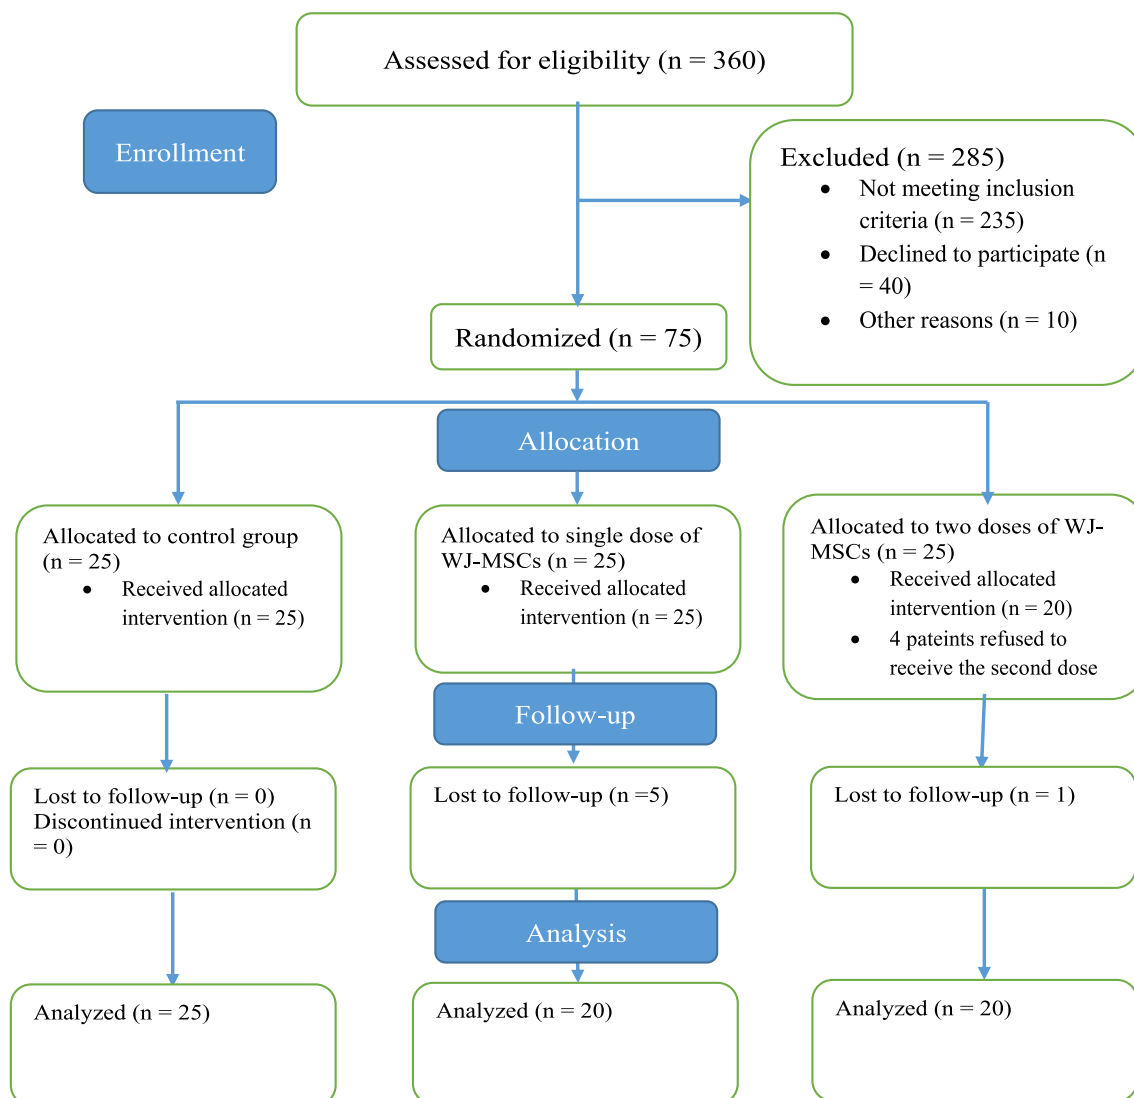 Assessed for eligibility (n = 360)
Enrollment
Excluded (n = 285)
• Not meeting inclusion
criteria (n = 235)
• Declined to participate (n
= 40)
• Other reasons (n = 10)
Randomized (n = 75)
Allocation
Allocated to control group
(n = 25)
• Received allocated
intervention (n = 25)
Allocated to single dose of
WJ-MSCs (n = 25)
• Received allocated
intervention (n = 25)
Allocated to two doses of WJ-
MSCs (n = 25)
• Received allocated
intervention (n = 20)
• 4 pateints refused to
receive the second dose
Follow-up
Lost to follow-up (n = 0)
Discontinued intervention (n
= 0)
Lost to follow-up (n =5)
Lost to follow-up (n = 1)
Analysis
Analyzed (n = 25)
Analyzed (n = 20)
Analyzed (n = 20)